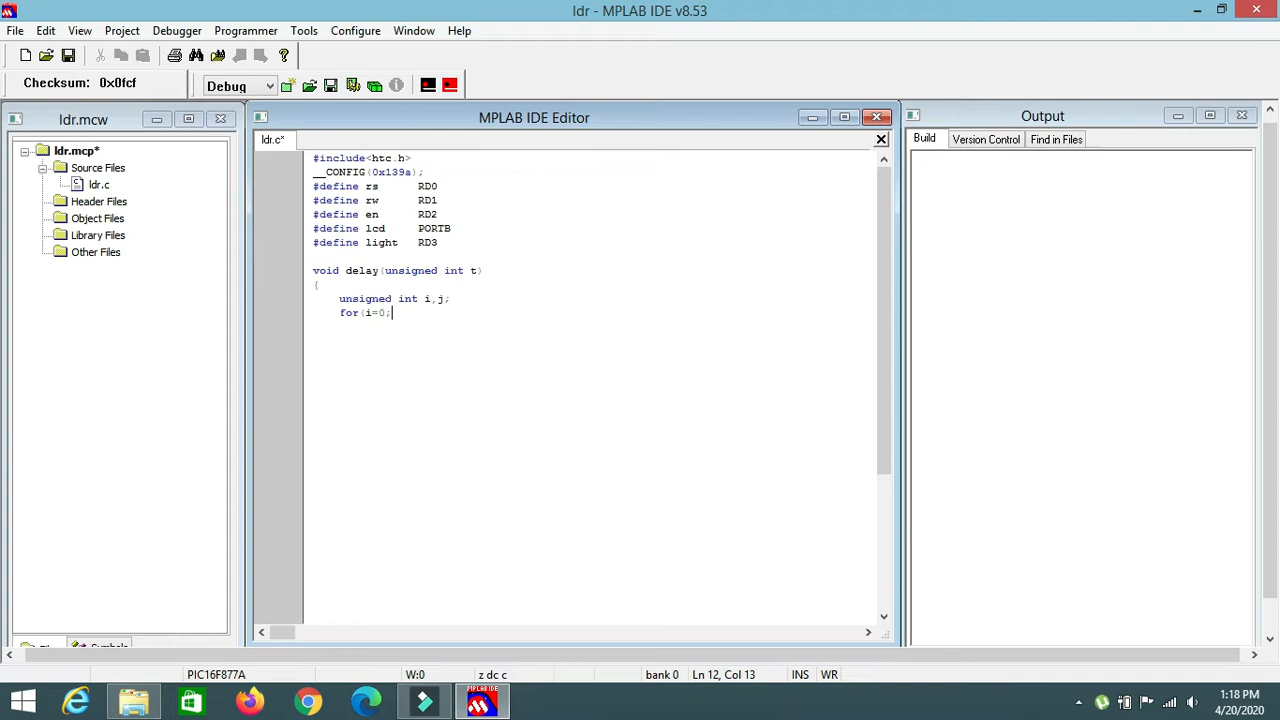 ldr - MPLAB IDE v8.53
File Edit View Project Debugger Programmer Tools Configure Window Help
Checksum: 0x0fcf
Debug
ldr.mcw
ldr.mcp*
Source Files
ldr.c
Header Files
Object Files
Library Files
Other Files
MPLAB IDE Editor
ldr.c*
#include<htc.h>
__CONFIG(0x139a);
#define rs RD0
#define rw RD1
#define en RD2
#define lcd PORTB
#define light RD3
void delay(unsigned int t)
{
unsigned int i,j;
for(i=0;
Output
Build Version Control Find in Files
PIC16F877A W:0 z dc c bank 0 Ln 12, Col 13 INS WR
MPLAB IDE
1:18 PM
4/20/2020